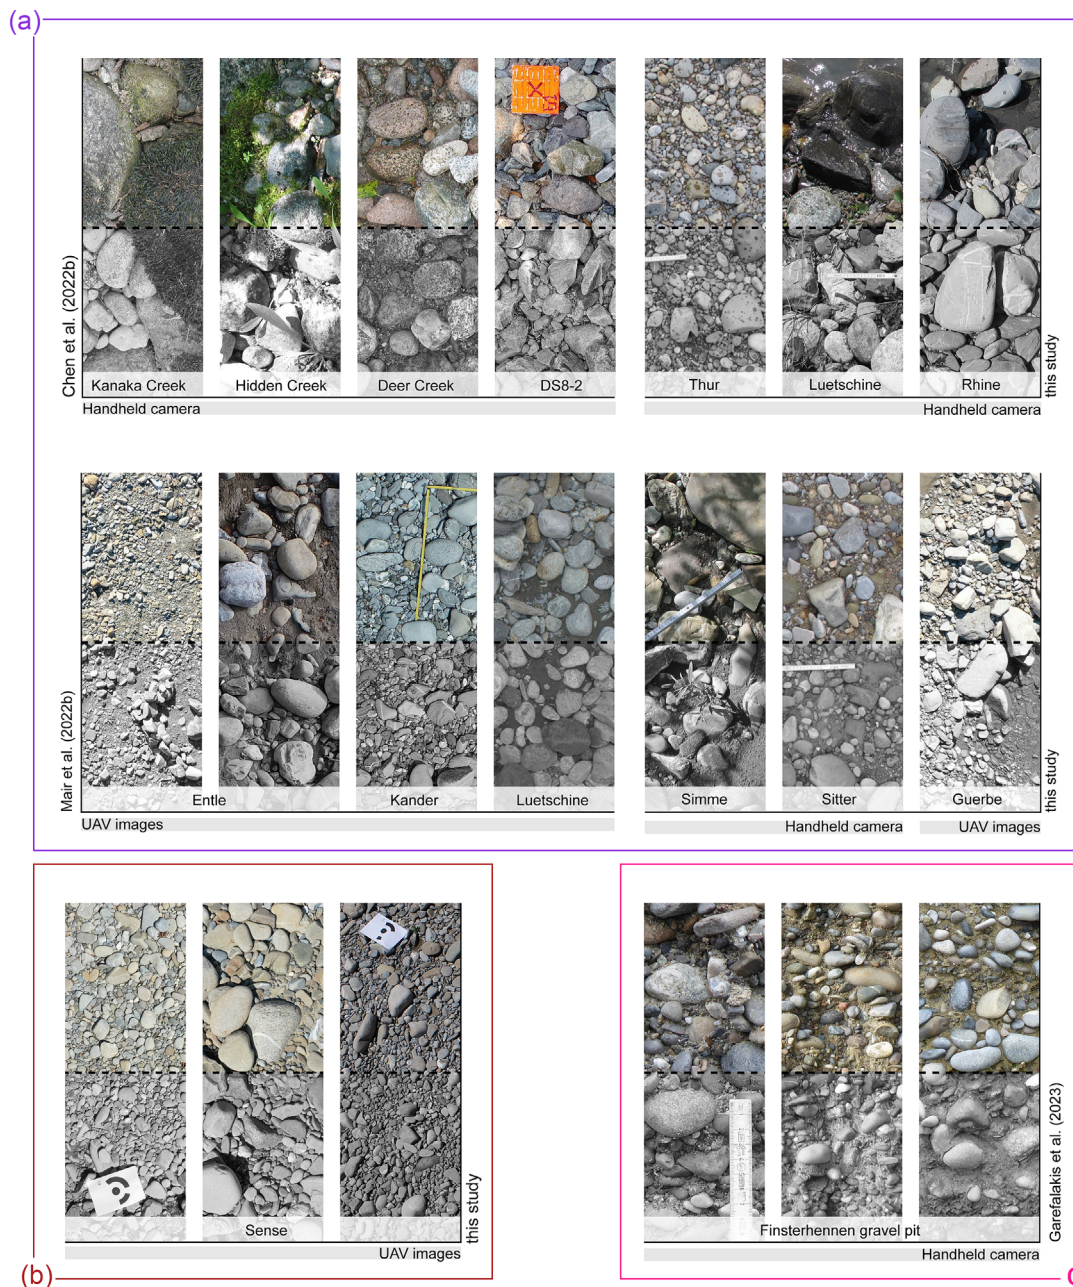 (a)
Chen et al. (2022b)
Kanaka Creek
Hidden Creek
Deer Creek
DS8-2
Thur
Luetschine
Rhine
this study
Handheld camera
Handheld camera
Mair et al. (2022b)
Entle
Kander
Luetschine
Simme
Sitter
Guerbe
this study
UAV images
Handheld camera
UAV images
Sense
this study
UAV images
(b)
Finsterhennen gravel pit
Garefalakis et al. (2023)
Handheld camera